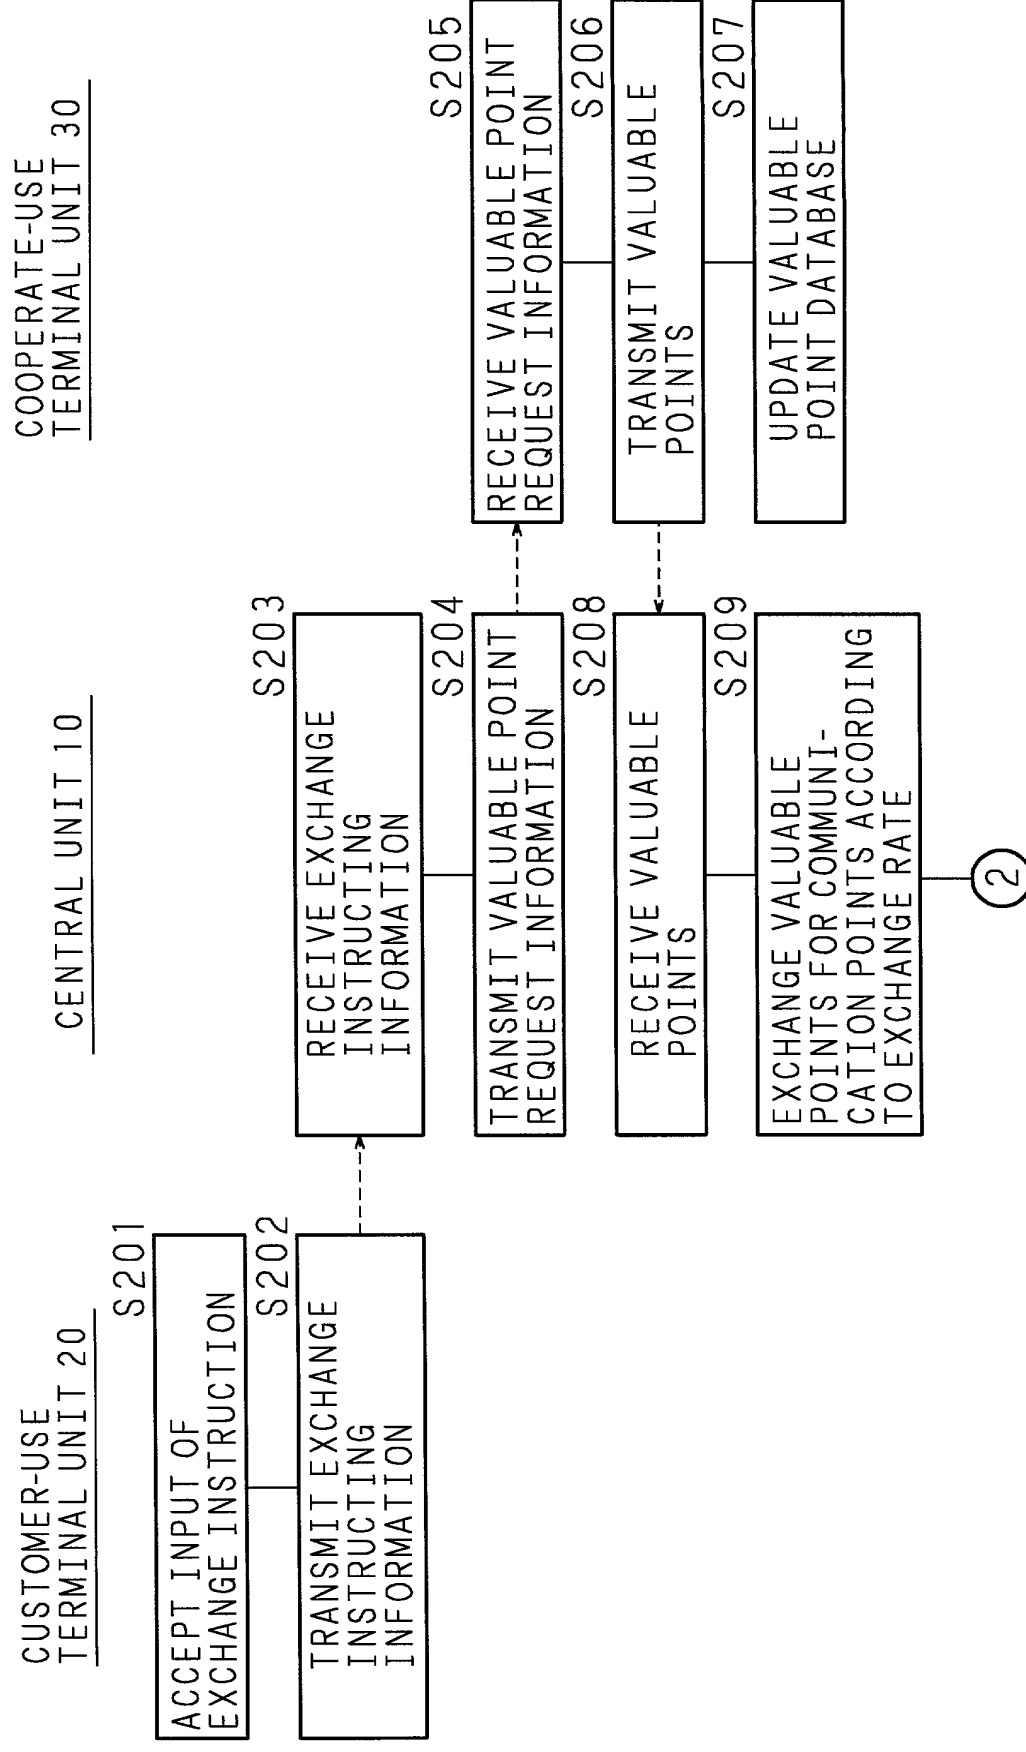 CUSTOMER-USE
TERMINAL UNIT 20
CENTRAL UNIT 10
COOPERATE-USE
TERMINAL UNIT 30
S201
ACCEPT INPUT OF
EXCHANGE INSTRUCTION
S202
TRANSMIT EXCHANGE
INSTRUCTING
INFORMATION
S203
RECEIVE EXCHANGE
INSTRUCTING
INFORMATION
S204
TRANSMIT VALUABLE POINT
REQUEST INFORMATION
S205
RECEIVE VALUABLE POINT
REQUEST INFORMATION
S206
TRANSMIT VALUABLE
POINTS
S207
UPDATE VALUABLE
POINT DATABASE
S208
RECEIVE VALUABLE
POINTS
S209
EXCHANGE VALUABLE
POINTS FOR COMMUNI-
CATION POINTS ACCORDING
TO EXCHANGE RATE
2